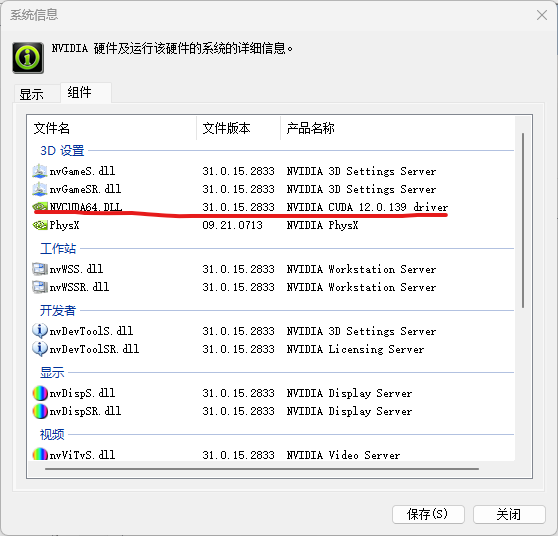 系统信息
NVIDIA 硬件及运行该硬件的系统的详细信息。
显示 组件
文件名 文件版本 产品名称
3D 设置
nvGameS.dll 31.0.15.2833 NVIDIA 3D Settings Server
nvGameSR.dll 31.0.15.2833 NVIDIA 3D Settings Server
NVCUDA64.DLL 31.0.15.2833 NVIDIA CUDA 12.0.139 driver
PhysX 09.21.0713 NVIDIA PhysX
工作站
nvWSS.dll 31.0.15.2833 NVIDIA Workstation Server
nvWSSR.dll 31.0.15.2833 NVIDIA Workstation Server
开发者
nvDevToolS.dll 31.0.15.2833 NVIDIA 3D Settings Server
nvDevToolSR.dll 31.0.15.2833 NVIDIA Licensing Server
显示
nvDispS.dll 31.0.15.2833 NVIDIA Display Server
nvDispSR.dll 31.0.15.2833 NVIDIA Display Server
视频
nvViTvS.dll 31.0.15.2833 NVIDIA Video Server
保存(S) 关闭